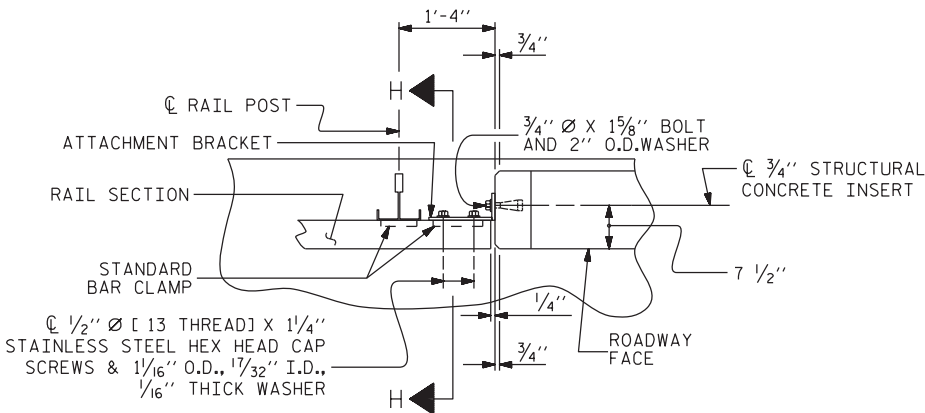 1'-4"
3/4"
H
℄ RAIL POST
ATTACHMENT BRACKET
RAIL SECTION
3/4" Ø X 1 5/8" BOLT
AND 2" O.D.WASHER
℄ 3/4" STRUCTURAL
CONCRETE INSERT
STANDARD
BAR CLAMP
7 1/2"
1/4"
℄ 1/2" Ø [ 13 THREAD] X 1 1/4"
STAINLESS STEEL HEX HEAD CAP
SCREWS & 1 1/16" O.D., 17/32" I.D.,
1/16" THICK WASHER
3/4"
ROADWAY
FACE
H